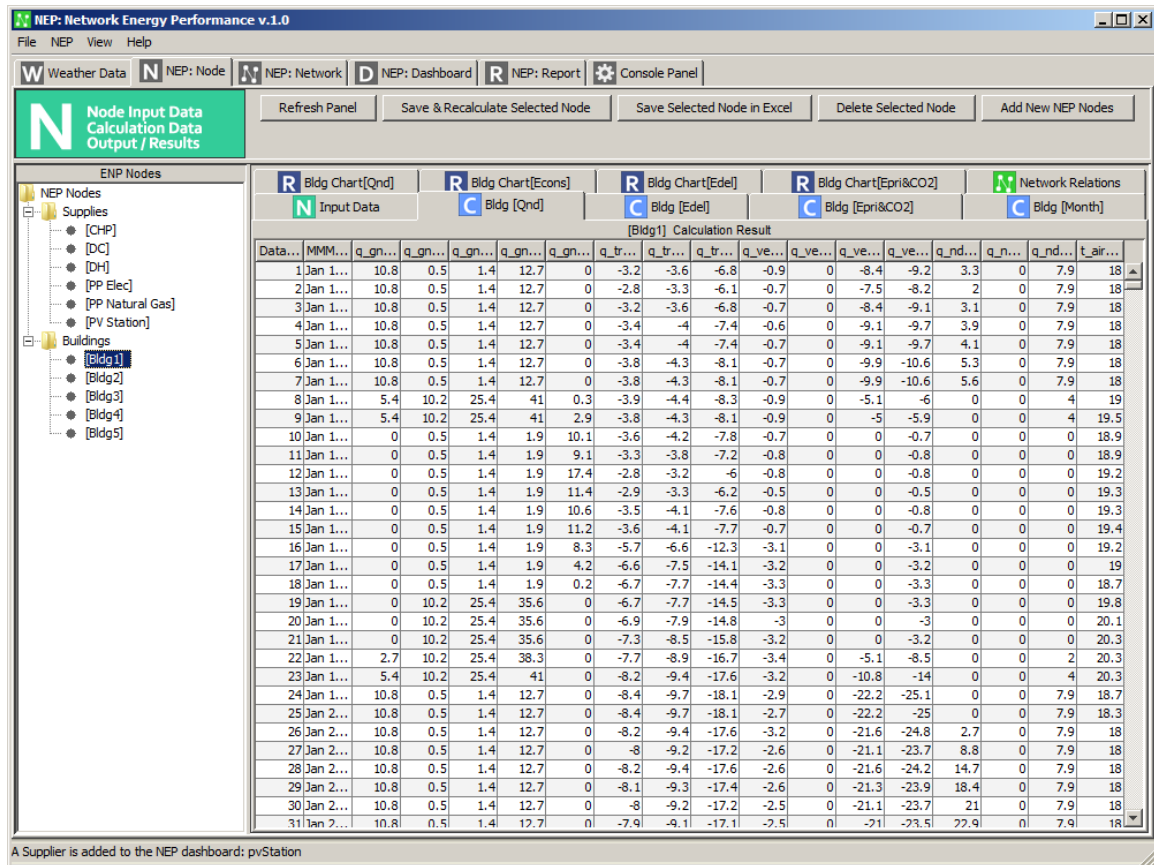 NEP: Network Energy Performance v.1.0
File NEP View Help
W Weather Data N NEP: Node NEP: Network D NEP: Dashboard R NEP: Report Console Panel
N Node Input Data
Calculation Data
Output / Results
Refresh Panel Save & Recalculate Selected Node Save Selected Node in Excel Delete Selected Node Add New NEP Nodes
ENP Nodes
NEP Nodes
Supplies
[CHP]
[DC]
[DH]
[PP Elec]
[PP Natural Gas]
[PV Station]
Buildings
[Bldg1]
[Bldg2]
[Bldg3]
[Bldg4]
[Bldg5]
R Bldg Chart[Qnd] R Bldg Chart[Econs] R Bldg Chart[Edel] R Bldg Chart[Epri&CO2] Network Relations
N Input Data C Bldg [Qnd] C Bldg [Edel] C Bldg [Epri&CO2] C Bldg [Month]
[Bldg1] Calculation Result
Data... MMM... q_gn... q_gn... q_gn... q_gn... q_gn... q_tr... q_tr... q_tr... q_ve... q_ve... q_ve... q_ve... q_nd... q_n... q_nd... t_air...
1 Jan 1... 10.8 0.5 1.4 12.7 0 -3.2 -3.6 -6.8 -0.9 0 -8.4 -9.2 3.3 0 7.9 18
2 Jan 1... 10.8 0.5 1.4 12.7 0 -2.8 -3.3 -6.1 -0.7 0 -7.5 -8.2 2 0 7.9 18
3 Jan 1... 10.8 0.5 1.4 12.7 0 -3.2 -3.6 -6.8 -0.7 0 -8.4 -9.1 3.1 0 7.9 18
4 Jan 1... 10.8 0.5 1.4 12.7 0 -3.4 -4 -7.4 -0.6 0 -9.1 -9.7 3.9 0 7.9 18
5 Jan 1... 10.8 0.5 1.4 12.7 0 -3.4 -4 -7.4 -0.7 0 -9.1 -9.7 4.1 0 7.9 18
6 Jan 1... 10.8 0.5 1.4 12.7 0 -3.8 -4.3 -8.1 -0.7 0 -9.9 -10.6 5.3 0 7.9 18
7 Jan 1... 10.8 0.5 1.4 12.7 0 -3.8 -4.3 -8.1 -0.7 0 -9.9 -10.6 5.6 0 7.9 18
8 Jan 1... 5.4 10.2 25.4 41 0.3 -3.9 -4.4 -8.3 -0.9 0 -5.1 -6 0 0 4 19
9 Jan 1... 5.4 10.2 25.4 41 2.9 -3.8 -4.3 -8.1 -0.9 0 -5 -5.9 0 0 4 19.5
10 Jan 1... 0 0.5 1.4 1.9 10.1 -3.6 -4.2 -7.8 -0.7 0 0 -0.7 0 0 0 18.9
11 Jan 1... 0 0.5 1.4 1.9 9.1 -3.3 -3.8 -7.2 -0.8 0 0 -0.8 0 0 0 18.9
12 Jan 1... 0 0.5 1.4 1.9 17.4 -2.8 -3.2 -6 -0.8 0 0 -0.8 0 0 0 19.2
13 Jan 1... 0 0.5 1.4 1.9 11.4 -2.9 -3.3 -6.2 -0.5 0 0 -0.5 0 0 0 19.3
14 Jan 1... 0 0.5 1.4 1.9 10.6 -3.5 -4.1 -7.6 -0.8 0 0 -0.8 0 0 0 19.3
15 Jan 1... 0 0.5 1.4 1.9 11.2 -3.6 -4.1 -7.7 -0.7 0 0 -0.7 0 0 0 19.4
16 Jan 1... 0 0.5 1.4 1.9 8.3 -5.7 -6.6 -12.3 -3.1 0 0 -3.1 0 0 0 19.2
17 Jan 1... 0 0.5 1.4 1.9 4.2 -6.6 -7.5 -14.1 -3.2 0 0 -3.2 0 0 0 19
18 Jan 1... 0 0.5 1.4 1.9 0.2 -6.7 -7.7 -14.4 -3.3 0 0 -3.3 0 0 0 18.7
19 Jan 1... 0 10.2 25.4 35.6 0 -6.7 -7.7 -14.5 -3.3 0 0 -3.3 0 0 0 19.8
20 Jan 1... 0 10.2 25.4 35.6 0 -6.9 -7.9 -14.8 -3 0 0 -3 0 0 0 20.1
21 Jan 1... 0 10.2 25.4 35.6 0 -7.3 -8.5 -15.8 -3.2 0 0 -3.2 0 0 0 20.3
22 Jan 1... 2.7 10.2 25.4 38.3 0 -7.7 -8.9 -16.7 -3.4 0 -5.1 -8.5 0 0 2 20.3
23 Jan 1... 5.4 10.2 25.4 41 0 -8.2 -9.4 -17.6 -3.2 0 -10.8 -14 0 0 4 20.3
24 Jan 1... 10.8 0.5 1.4 12.7 0 -8.4 -9.7 -18.1 -2.9 0 -22.2 -25.1 0 0 7.9 18.7
25 Jan 2... 10.8 0.5 1.4 12.7 0 -8.4 -9.7 -18.1 -2.7 0 -22.2 -25 0 0 7.9 18.3
26 Jan 2... 10.8 0.5 1.4 12.7 0 -8.2 -9.4 -17.6 -3.2 0 -21.6 -24.8 2.7 0 7.9 18
27 Jan 2... 10.8 0.5 1.4 12.7 0 -8 -9.2 -17.2 -2.6 0 -21.1 -23.7 8.8 0 7.9 18
28 Jan 2... 10.8 0.5 1.4 12.7 0 -8.2 -9.4 -17.6 -2.6 0 -21.6 -24.2 14.7 0 7.9 18
29 Jan 2... 10.8 0.5 1.4 12.7 0 -8.1 -9.3 -17.4 -2.6 0 -21.3 -23.9 18.4 0 7.9 18
30 Jan 2... 10.8 0.5 1.4 12.7 0 -8 -9.2 -17.2 -2.5 0 -21.1 -23.7 21 0 7.9 18
31 Jan 2... 10.8 0.5 1.4 12.7 0 -7.9 -9.1 -17.1 -2.5 0 -21 -23.5 22.9 0 7.9 18
A Supplier is added to the NEP dashboard: pvStation